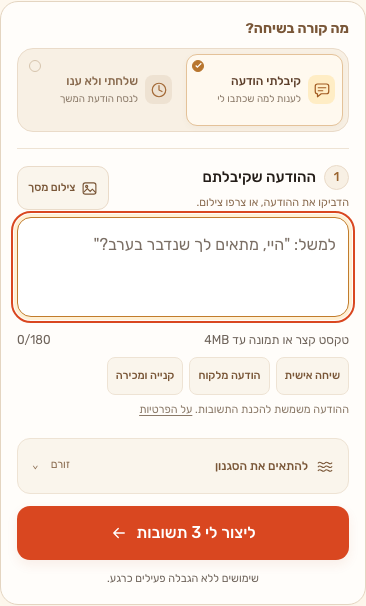 מה קורה בשיחה?
קיבלתי הודעה
לענות למה שכתבו לי
שלחתי ולא ענו
לנסח הודעת המשך
1
ההודעה שקיבלתם
הדביקו את ההודעה, או צרפו צילום.
צילום מסך
למשל: "היי, מתאים לך שנדבר בערב?"
טקסט קצר או תמונה עד 4MB
0/180
שיחה אישית
הודעה מלקוח
קנייה ומכירה
ההודעה משמשת להכנת התשובות. על הפרטיות
להתאים את הסגנון
זורם
ליצור לי 3 תשובות ←
שימושים ללא הגבלה פעילים כרגע.